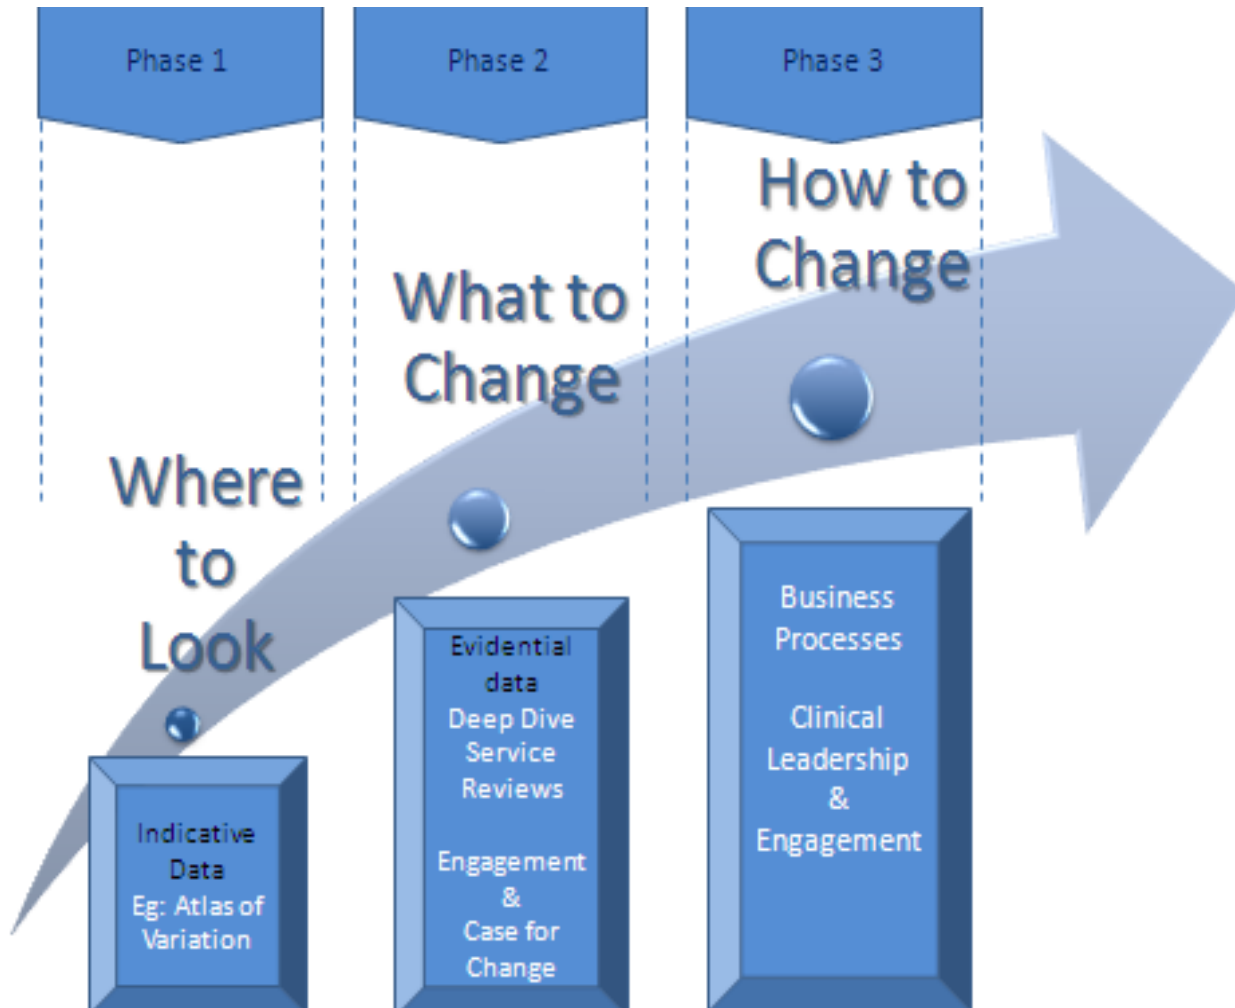 Phase 1
Phase 2
Phase 3
Where
to
Look
What to
Change
How to
Change
Indicative
Data
Eg: Atlas of
Variation
Evidential
data
Deep Dive
Service
Reviews
Engagement
&
Case for
Change
Business
Processes
Clinical
Leadership
&
Engagement